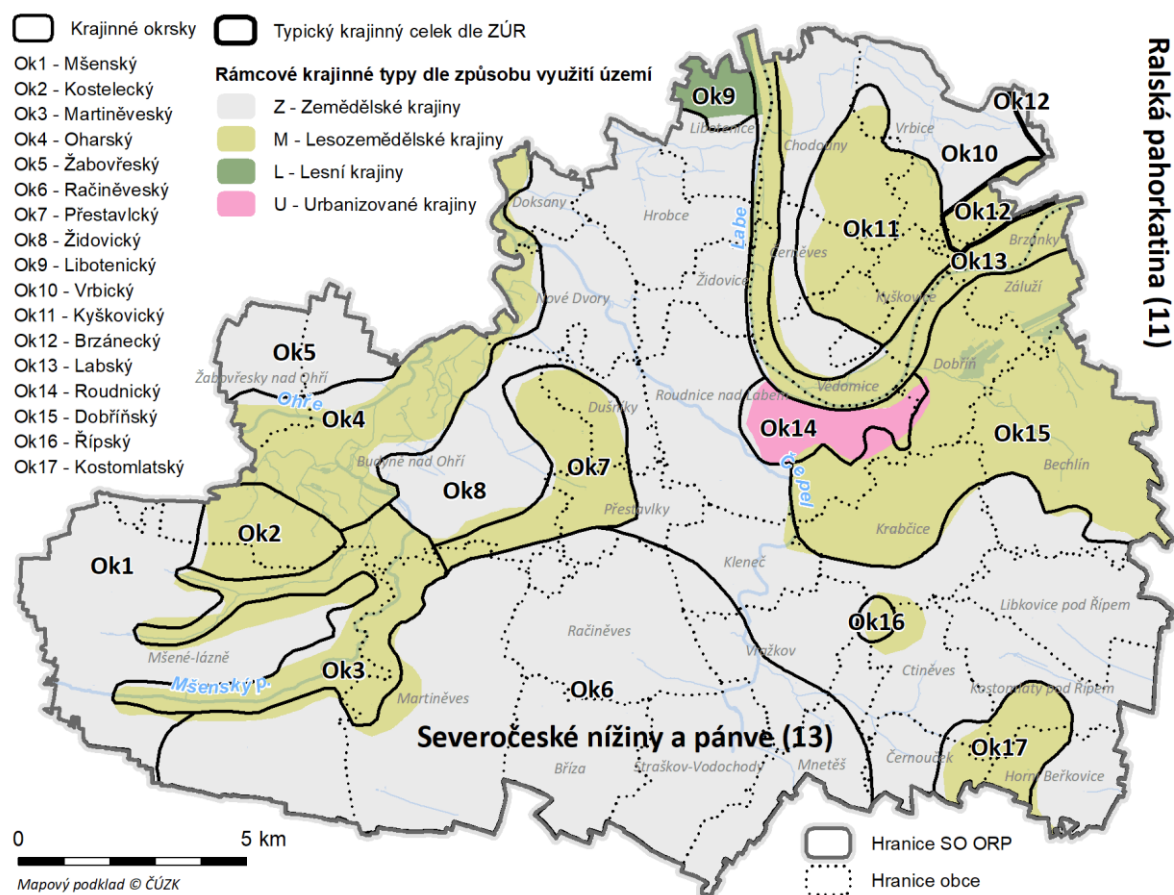 Krajinné okrsky
Typický krajinný celek dle ZÚR
Ok1 - Mšenský
Ok2 - Kostelecký
Ok3 - Martiněveský
Ok4 - Oharský
Ok5 - Žabovřeský
Ok6 - Račiněveský
Ok7 - Přestavlcký
Ok8 - Židovický
Ok9 - Libotenický
Ok10 - Vrbický
Ok11 - Kyškovický
Ok12 - Brzánecký
Ok13 - Labský
Ok14 - Roudnický
Ok15 - Dobříňský
Ok16 - Řípský
Ok17 - Kostomlatský
Rámcové krajinné typy dle způsobu využití území
Z - Zemědělské krajiny
M - Lesozemědělské krajiny
L - Lesní krajiny
U - Urbanizované krajiny
Ok9
Libotenice
Chodouny
Vrbice
Ok12
Ok10
Ralská pahorkatina (11)
Doksany
Hrobce
Labe
Ok11
Ok12
Brzánky
Černěves
Ok13
Židovice
Kyškovice
Záluží
Nové Dvory
Ok5
Žabovřesky nad Ohří
Ohře
Ok4
Dobříň
Vědomice
Roudnice nad Labem
Dušníky
Ok14
Ok15
Budyně nad Ohří
Ok7
Bechlín
Ok8
Čepel
Přestavlky
Krabčice
Ok2
Ok1
Kleneč
Libkovice pod Řípem
Ok16
Račiněves
Mšené-lázně
Vražkov
Ctiněves
Ok3
Mšenský p.
Martiněves
Ok6
Kostomlaty pod Řípem
Severočeské nížiny a pánve (13)
Ok17
Bříza
Straškov-Vodochody
Mnetěš
Černouček
Horní Beřkovice
0
5 km
Mapový podklad © ČÚZK
Hranice SO ORP
Hranice obce